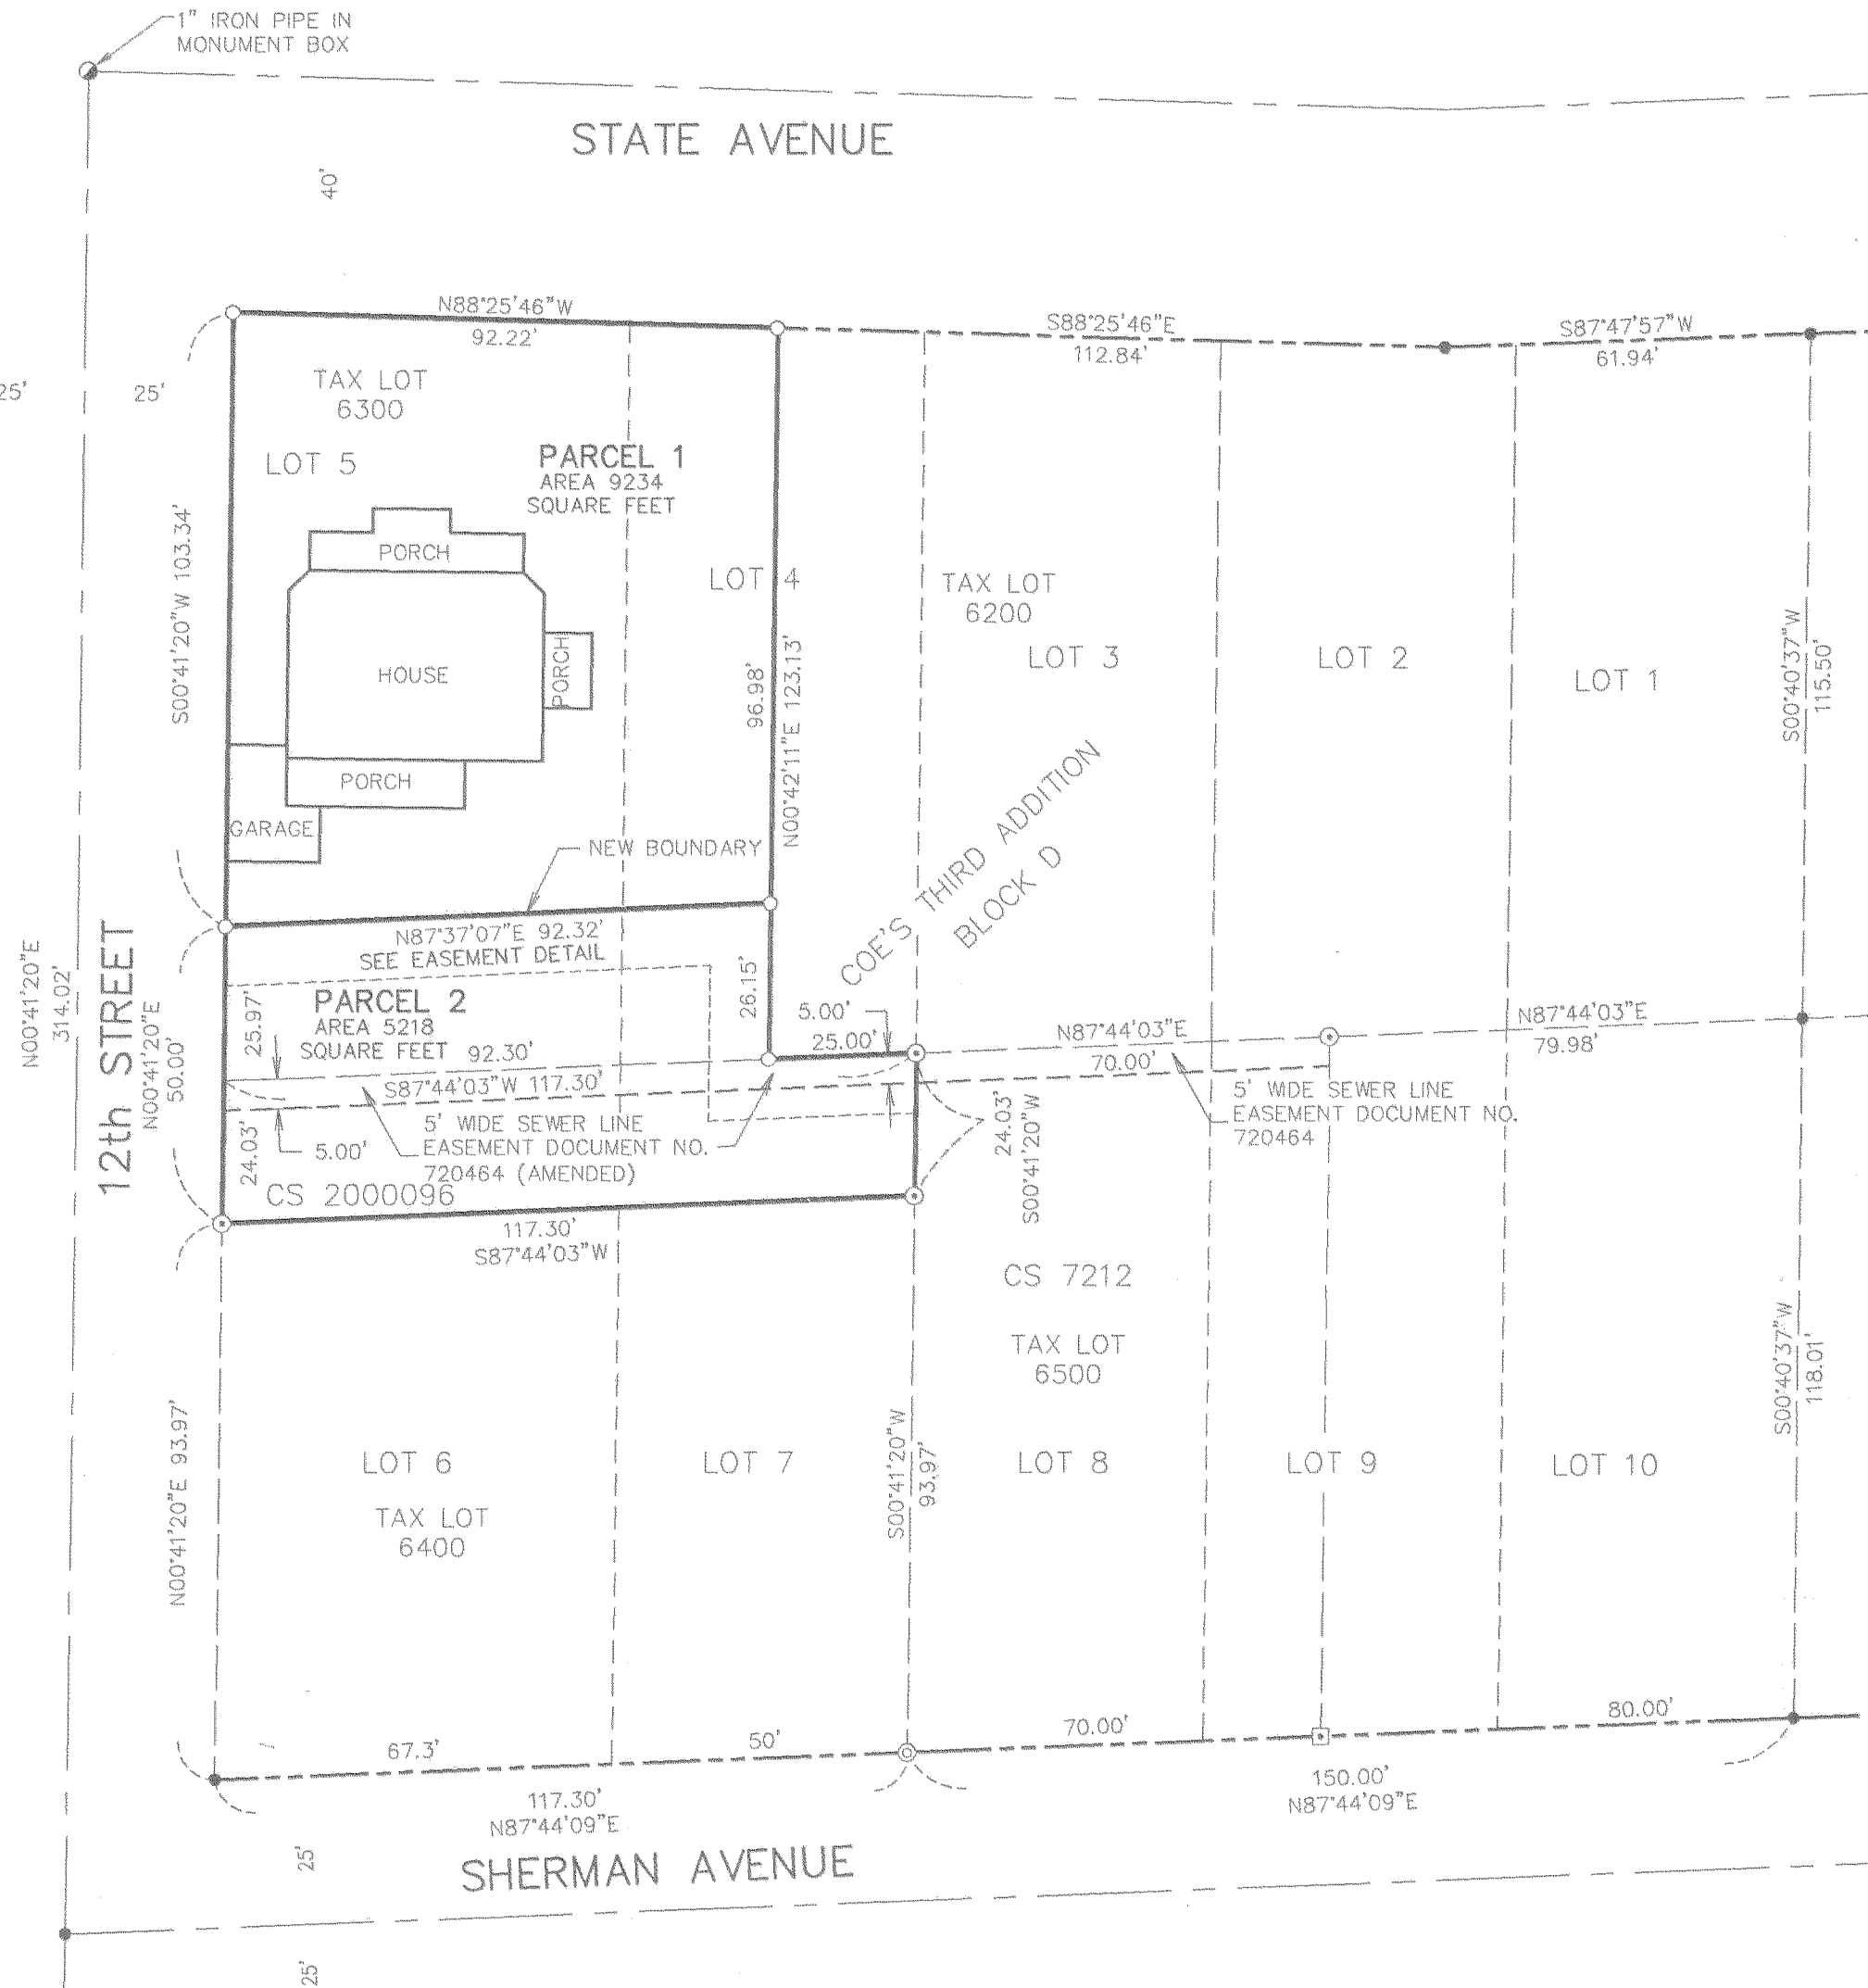 1" IRON PIPE IN
MONUMENT BOX
STATE AVENUE
40'
N88°25'46"W
92.22'
S88°25'46"E
112.84'
S87°47'57"W
61.94'
25'
25'
TAX LOT
6300
LOT 5
PARCEL 1
AREA 9234
SQUARE FEET
S00°41'20"W 103.34'
PORCH
HOUSE
PORCH
PORCH
GARAGE
LOT 4
96.98'
N00°42'11"E 123.13'
TAX LOT
6200
LOT 3
LOT 2
LOT 1
S00°40'37"W
115.50'
COE'S THIRD ADDITION
BLOCK D
NEW BOUNDARY
N87°37'07"E 92.32'
SEE EASEMENT DETAIL
N00°41'20"E
314.02'
12th STREET
N00°41'20"E
50.00'
25.97'
PARCEL 2
AREA 5218
SQUARE FEET
92.30'
26.15'
5.00'
25.00'
N87°44'03"E
70.00'
N87°44'03"E
79.98'
S87°44'03"W 117.30'
24.03'
5.00'
5' WIDE SEWER LINE
EASEMENT DOCUMENT NO.
720464 (AMENDED)
5' WIDE SEWER LINE
EASEMENT DOCUMENT NO.
720464
24.03'
S00°41'20"W
CS 2000096
117.30'
S87°44'03"W
CS 7212
TAX LOT
6500
S00°40'37"W
118.01'
N00°41'20"E 93.97'
LOT 6
TAX LOT
6400
LOT 7
S00°41'20"W
93.97'
LOT 8
LOT 9
LOT 10
67.3'
50'
70.00'
80.00'
117.30'
N87°44'09"E
150.00'
N87°44'09"E
25'
SHERMAN AVENUE
25'